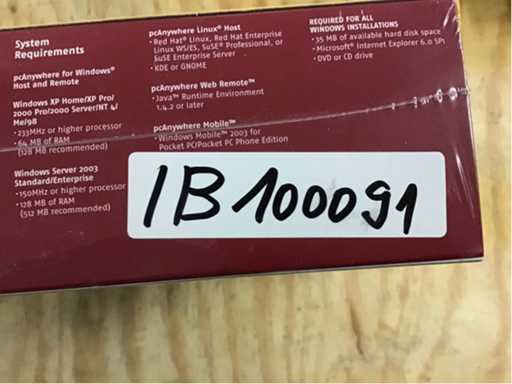 System
Requirements
pcAnywhere for Windows®
Host and Remote
Windows XP Home/XP Pro/
2000 Pro/2000 Server/NT 4/
Me/98
•233MHz or higher processor
•64 MB of RAM
(128 MB recommended)
Windows Server 2003
Standard/Enterprise
•150MHz or higher processor
•128 MB of RAM
(512 MB recommended)
pcAnywhere Linux® Host
•Red Hat® Linux, Red Hat Enterprise
Linux WS/ES, SuSE® Professional, or
SuSE Enterprise Server
•KDE or GNOME
pcAnywhere Web Remote™
•Java™ Runtime Environment
1.4.2 or later
pcAnywhere Mobile™
•Windows Mobile™ 2003 for
Pocket PC/Pocket PC Phone Edition
REQUIRED FOR ALL
WINDOWS INSTALLATIONS
•35 MB of available hard disk space
•Microsoft® Internet Explorer 6.0 SP1
•DVD or CD drive
IB100091